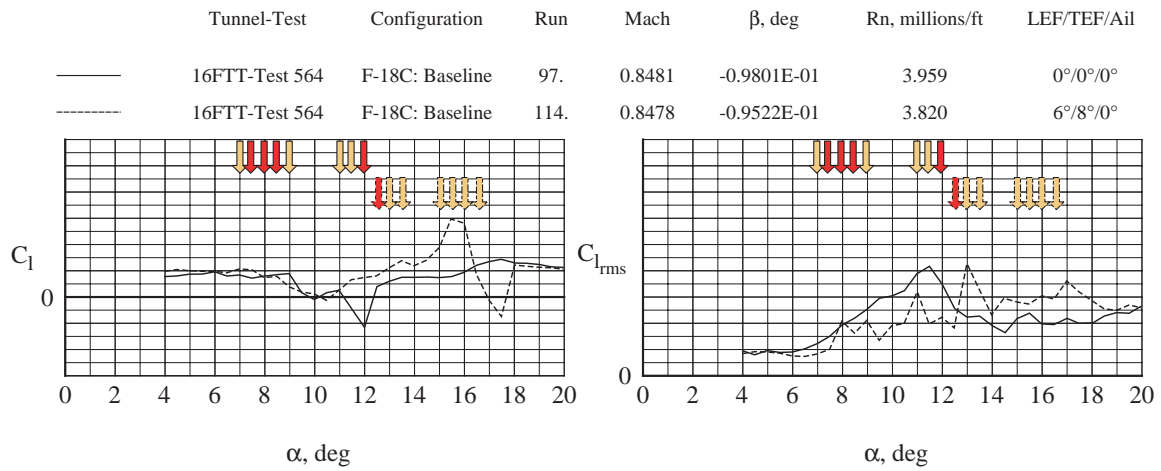 Tunnel-Test Configuration Run Mach β, deg Rn, millions/ft LEF/TEF/Ail
16FTT-Test 564 F-18C: Baseline 97. 0.8481 -0.9801E-01 3.959 0°/0°/0°
16FTT-Test 564 F-18C: Baseline 114. 0.8478 -0.9522E-01 3.820 6°/8°/0°
Cl
0
0 2 4 6 8 10 12 14 16 18 20
α, deg
Clrms
0
0 2 4 6 8 10 12 14 16 18 20
α, deg